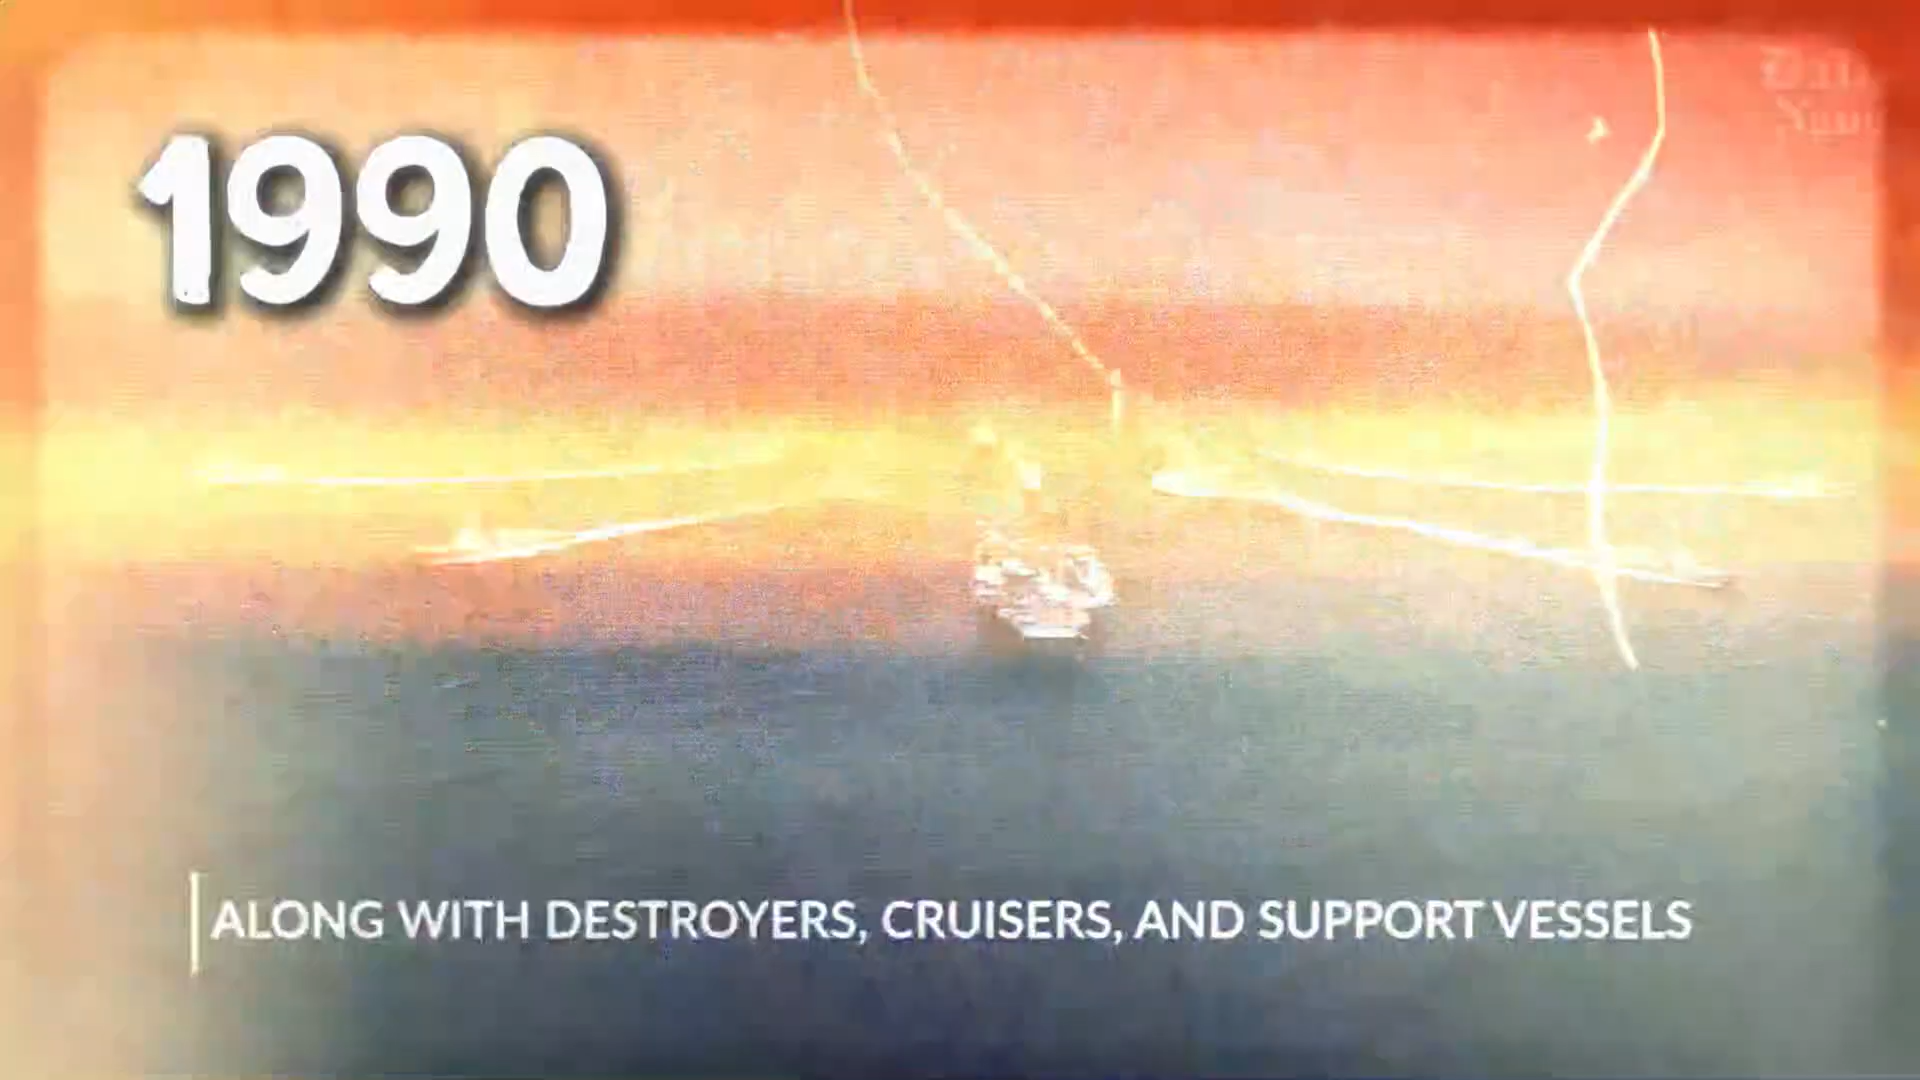 1990
ALONG WITH DESTROYERS, CRUISERS, AND SUPPORT VESSELS